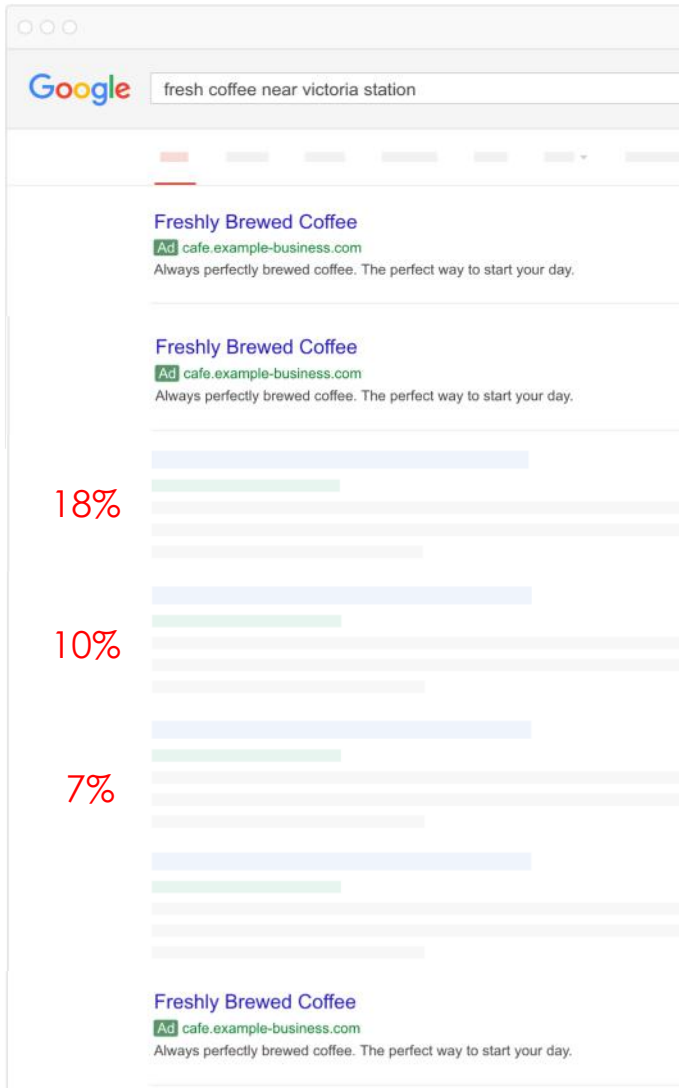 Google
fresh coffee near victoria station
Freshly Brewed Coffee
Ad cafe.example-business.com
Always perfectly brewed coffee. The perfect way to start your day.
Freshly Brewed Coffee
Ad cafe.example-business.com
Always perfectly brewed coffee. The perfect way to start your day.
18%
10%
7%
Freshly Brewed Coffee
Ad cafe.example-business.com
Always perfectly brewed coffee. The perfect way to start your day.